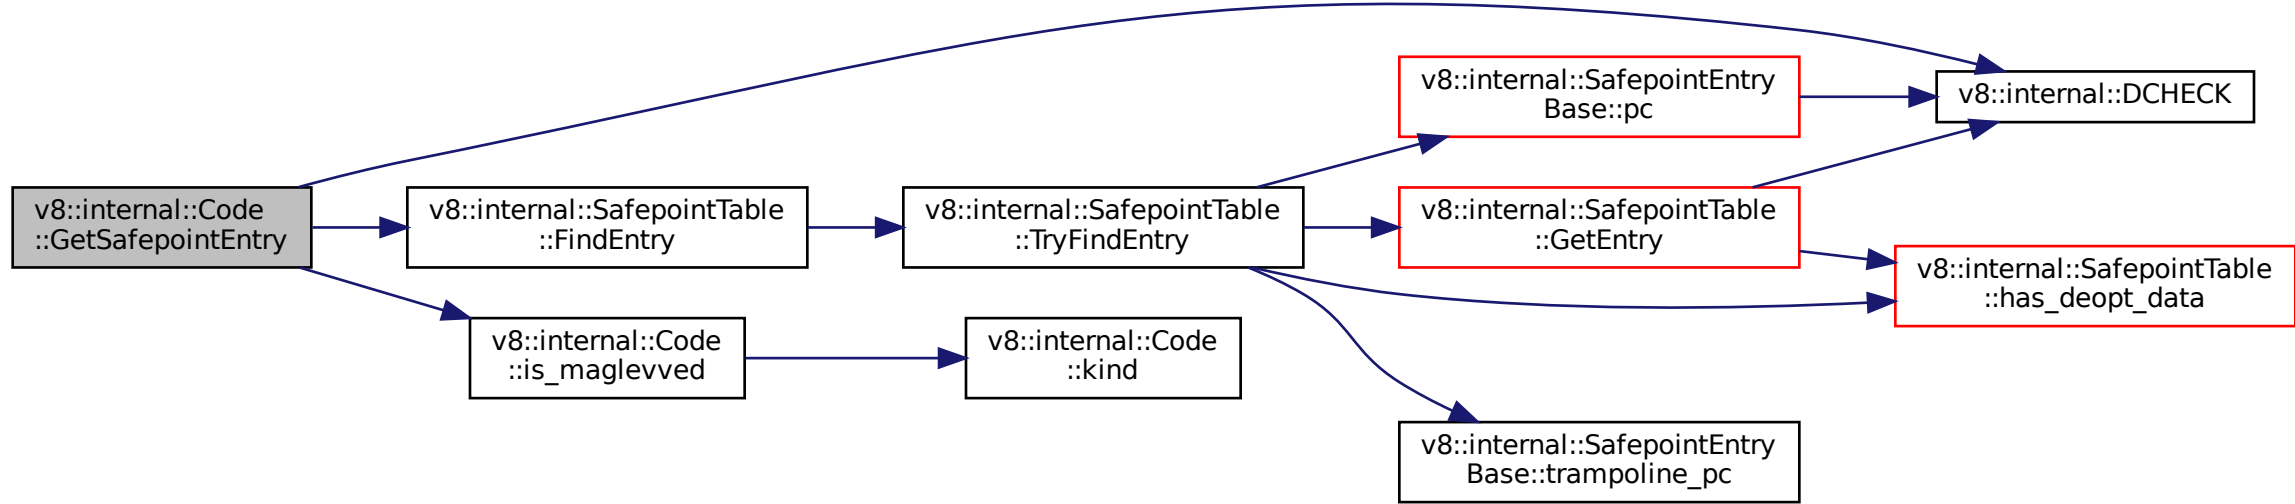 v8::internal::Code
::GetSafepointEntry
v8::internal::SafepointTable
::FindEntry
v8::internal::Code
::is_maglevved
v8::internal::SafepointTable
::TryFindEntry
v8::internal::Code
::kind
v8::internal::SafepointEntry
Base::pc
v8::internal::SafepointTable
::GetEntry
v8::internal::SafepointEntry
Base::trampoline_pc
v8::internal::DCHECK
v8::internal::SafepointTable
::has_deopt_data